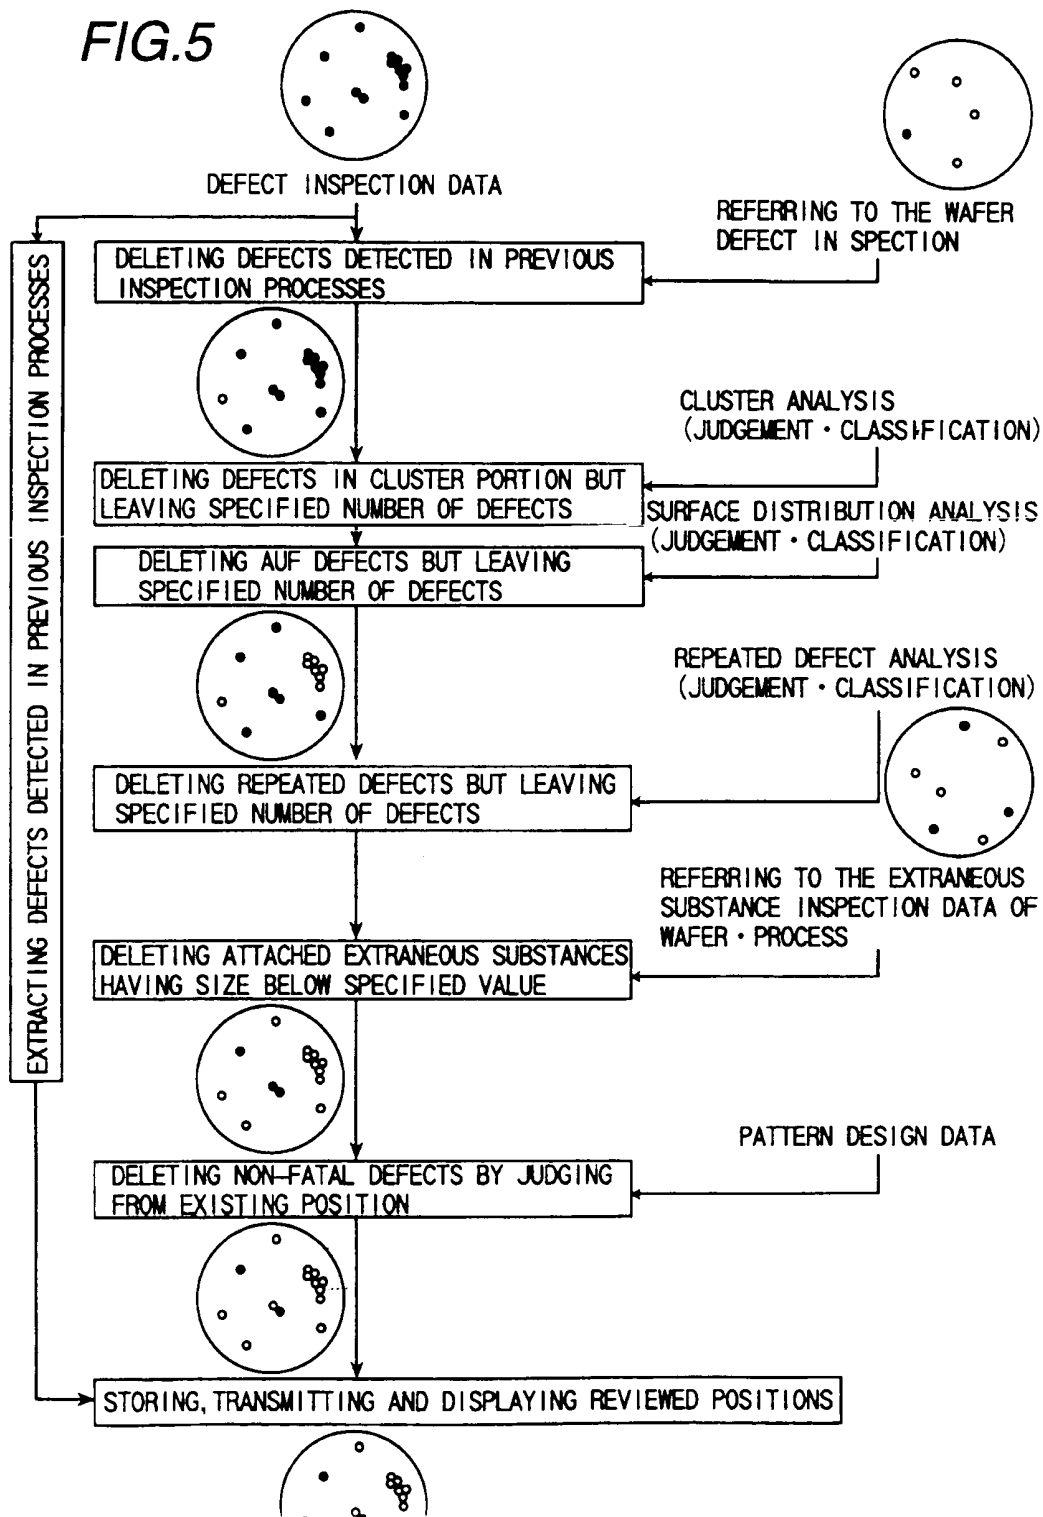 FIG.5
DEFECT INSPECTION DATA
REFERRING TO THE WAFER
DEFECT IN SPECTION
EXTRACTING DEFECTS DETECTED IN PREVIOUS INSPECTION PROCESSES
DELETING DEFECTS DETECTED IN PREVIOUS
INSPECTION PROCESSES
CLUSTER ANALYSIS
(JUDGEMENT・CLASSIFICATION)
DELETING DEFECTS IN CLUSTER PORTION BUT
LEAVING SPECIFIED NUMBER OF DEFECTS
SURFACE DISTRIBUTION ANALYSIS
(JUDGEMENT・CLASSIFICATION)
DELETING AUF DEFECTS BUT LEAVING
SPECIFIED NUMBER OF DEFECTS
REPEATED DEFECT ANALYSIS
(JUDGEMENT・CLASSIFICATION)
DELETING REPEATED DEFECTS BUT LEAVING
SPECIFIED NUMBER OF DEFECTS
REFERRING TO THE EXTRANEOUS
SUBSTANCE INSPECTION DATA OF
WAFER・PROCESS
DELETING ATTACHED EXTRANEOUS SUBSTANCES
HAVING SIZE BELOW SPECIFIED VALUE
PATTERN DESIGN DATA
DELETING NON-FATAL DEFECTS BY JUDGING
FROM EXISTING POSITION
STORING, TRANSMITTING AND DISPLAYING REVIEWED POSITIONS